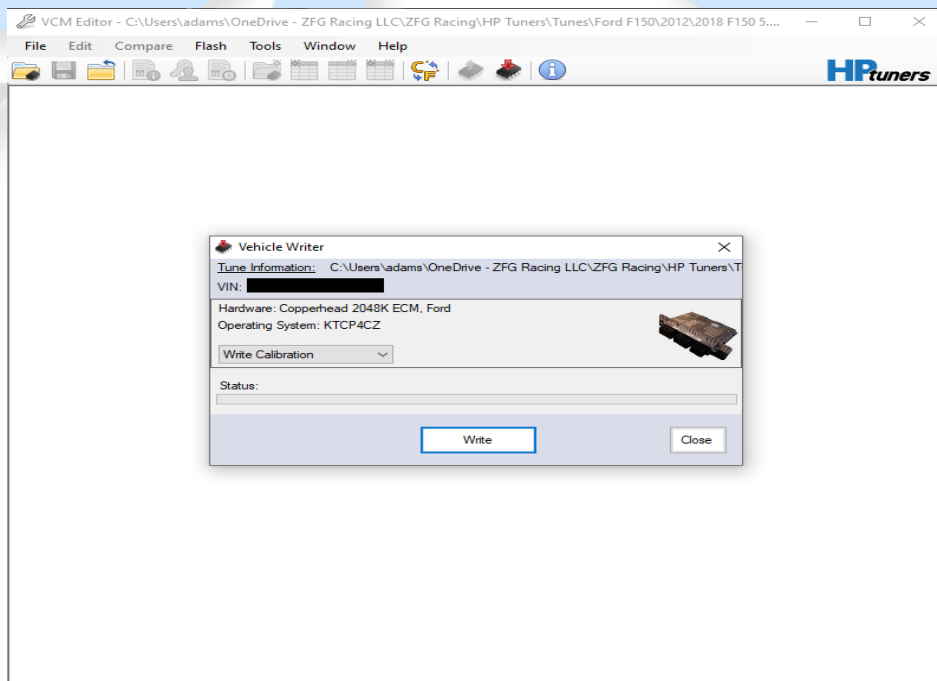 VCM Editor - C:\Users\adams\OneDrive - ZFG Racing LLC\ZFG Racing\HP Tuners\Tunes\Ford F150\2012\2018 F150 5....
File Edit Compare Flash Tools Window Help
HPtuners
Vehicle Writer
Tune Information: C:\Users\adams\OneDrive - ZFG Racing LLC\ZFG Racing\HP Tuners\T
VIN:
Hardware: Copperhead 2048K ECM, Ford
Operating System: KTCP4CZ
Write Calibration
Status:
Write Close